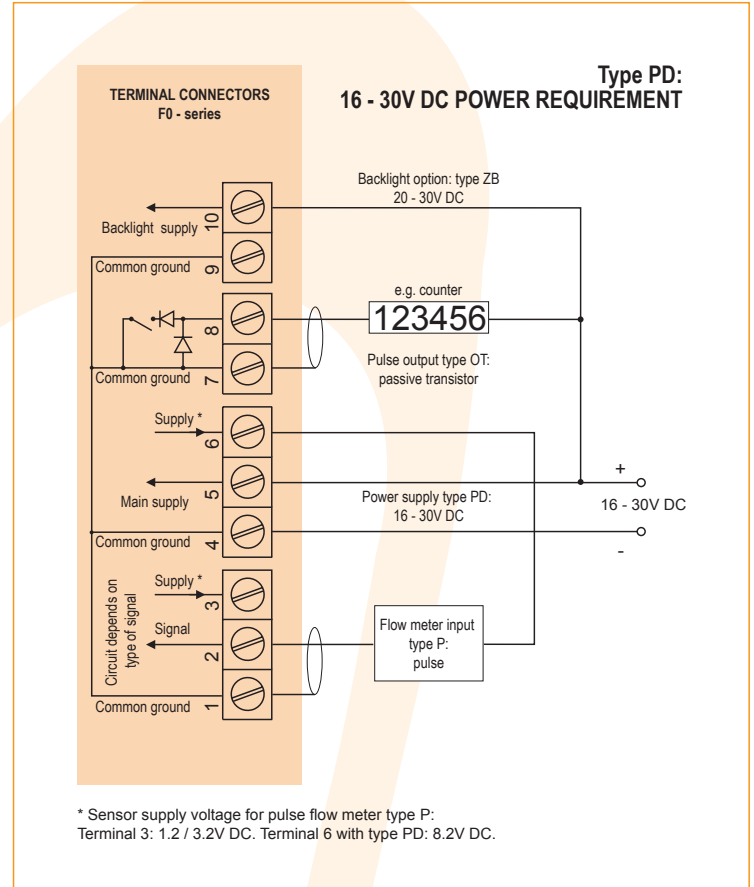 Type PD:
16 - 30V DC POWER REQUIREMENT
TERMINAL CONNECTORS
F0 - series
Backlight option: type ZB
20 - 30V DC
10
Backlight supply
9
Common ground
e.g. counter
123456
8
Pulse output type OT:
passive transistor
7
Common ground
Supply *
6
5
Main supply
+
16 - 30V DC
-
Power supply type PD:
16 - 30V DC
4
Common ground
Circuit depends on
type of signal
Supply *
3
Signal
2
Flow meter input
type P:
pulse
1
Common ground
* Sensor supply voltage for pulse flow meter type P:
Terminal 3: 1.2 / 3.2V DC. Terminal 6 with type PD: 8.2V DC.